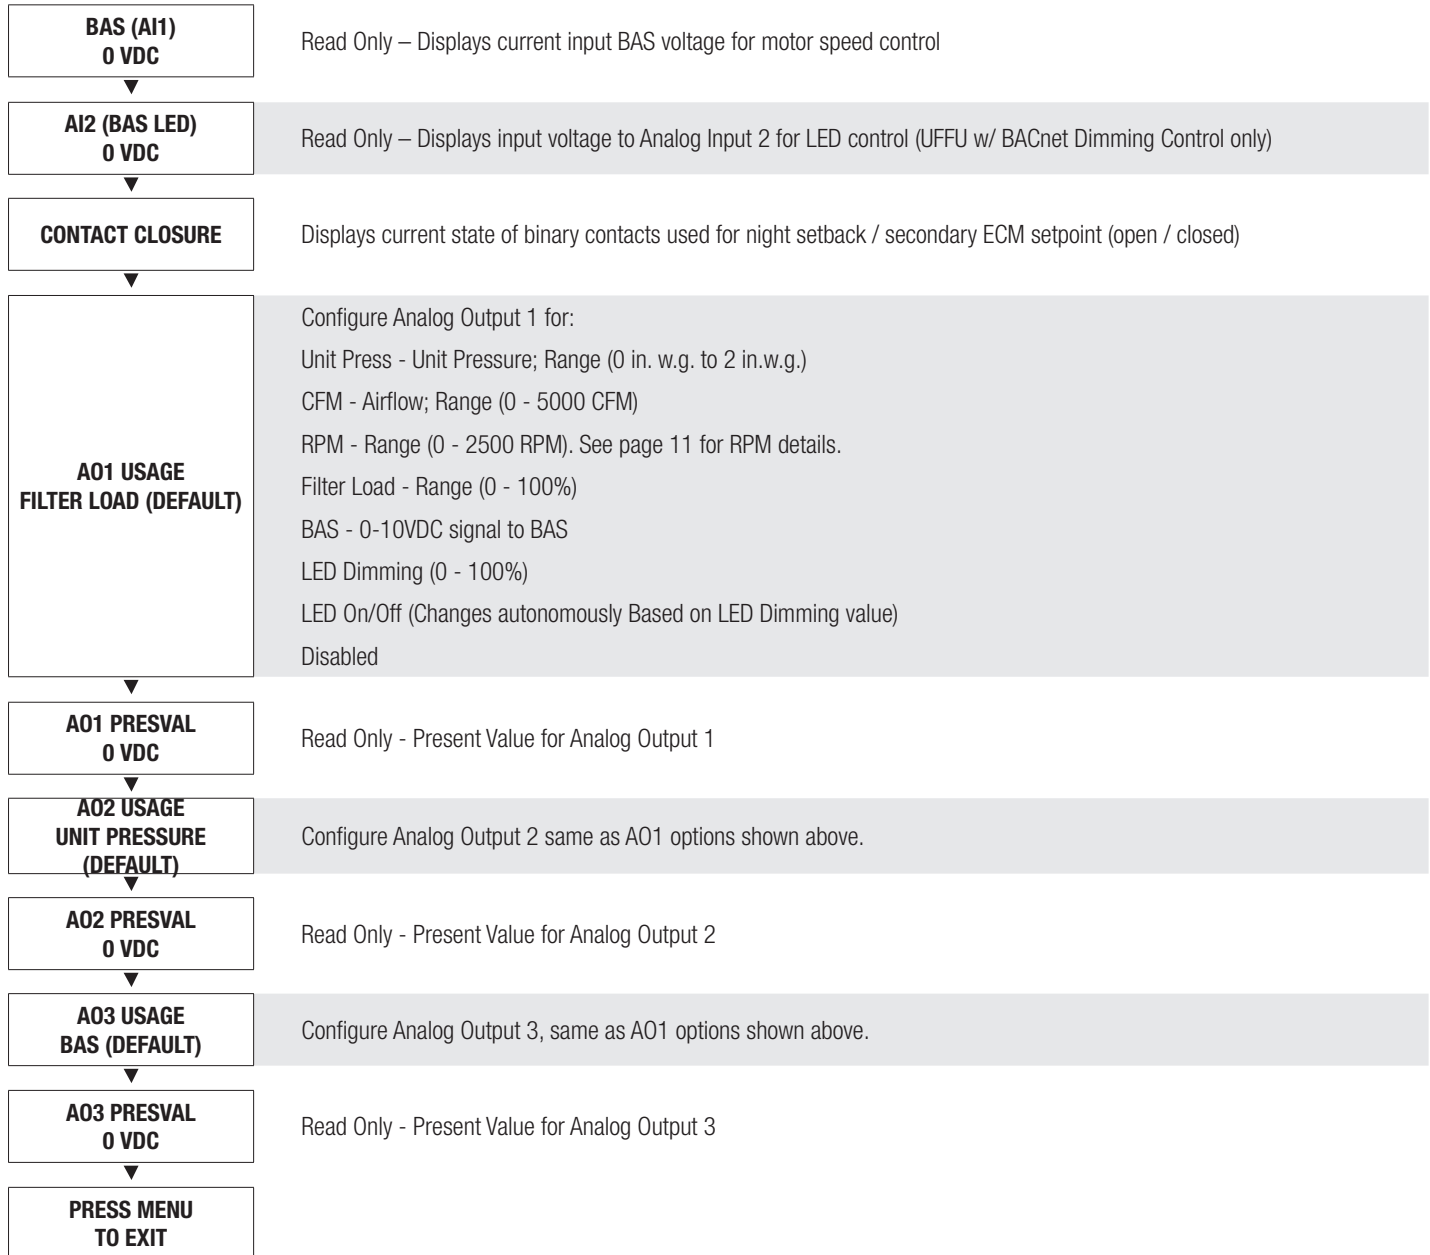 BAS (AI1)
0 VDC
Read Only – Displays current input BAS voltage for motor speed control
AI2 (BAS LED)
0 VDC
Read Only – Displays input voltage to Analog Input 2 for LED control (UFFU w/ BACnet Dimming Control only)
CONTACT CLOSURE
Displays current state of binary contacts used for night setback / secondary ECM setpoint (open / closed)
AO1 USAGE
FILTER LOAD (DEFAULT)
Configure Analog Output 1 for:
Unit Press - Unit Pressure; Range (0 in. w.g. to 2 in.w.g.)
CFM - Airflow; Range (0 - 5000 CFM)
RPM - Range (0 - 2500 RPM). See page 11 for RPM details.
Filter Load - Range (0 - 100%)
BAS - 0-10VDC signal to BAS
LED Dimming (0 - 100%)
LED On/Off (Changes autonomously Based on LED Dimming value)
Disabled
AO1 PRESVAL
0 VDC
Read Only - Present Value for Analog Output 1
AO2 USAGE
UNIT PRESSURE
(DEFAULT)
Configure Analog Output 2 same as AO1 options shown above.
AO2 PRESVAL
0 VDC
Read Only - Present Value for Analog Output 2
AO3 USAGE
BAS (DEFAULT)
Configure Analog Output 3, same as AO1 options shown above.
AO3 PRESVAL
0 VDC
Read Only - Present Value for Analog Output 3
PRESS MENU
TO EXIT